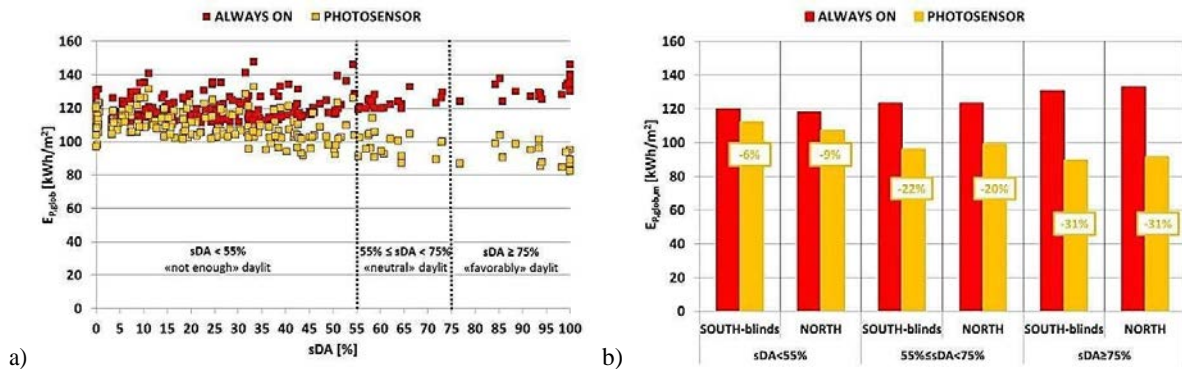 ALWAYS ON PHOTOSENSOR
160
140
120
100
80
60
40
20
0
E_P,glob [kWh/m²]
sDA < 55%
«not enough» daylit
55% ≤ sDA < 75%
«neutral» daylit
sDA ≥ 75%
«favorably» daylit
0 5 10 15 20 25 30 35 40 45 50 55 60 65 70 75 80 85 90 95 100
sDA [%]
a)
ALWAYS ON PHOTOSENSOR
160
140
120
100
80
60
40
20
0
E_P,glob,m [kWh/m²]
-6%
-9%
-22%
-20%
-31%
-31%
SOUTH-blinds NORTH SOUTH-blinds NORTH SOUTH-blinds NORTH
sDA<55% 55%≤sDA<75% sDA≥75%
b)